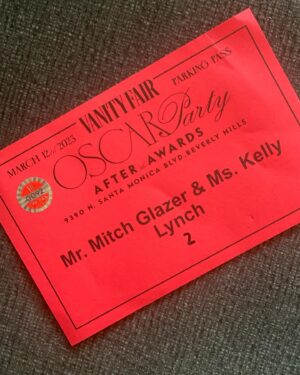 MARCH 12TH 2023 VANITY FAIR PARKING PASS
OSCAR Party
AFTER AWARDS
9390 N. SANTA MONICA BLVD. BEVERLY HILLS
Mr. Mitch Glazer & Ms. Kelly
Lynch
2